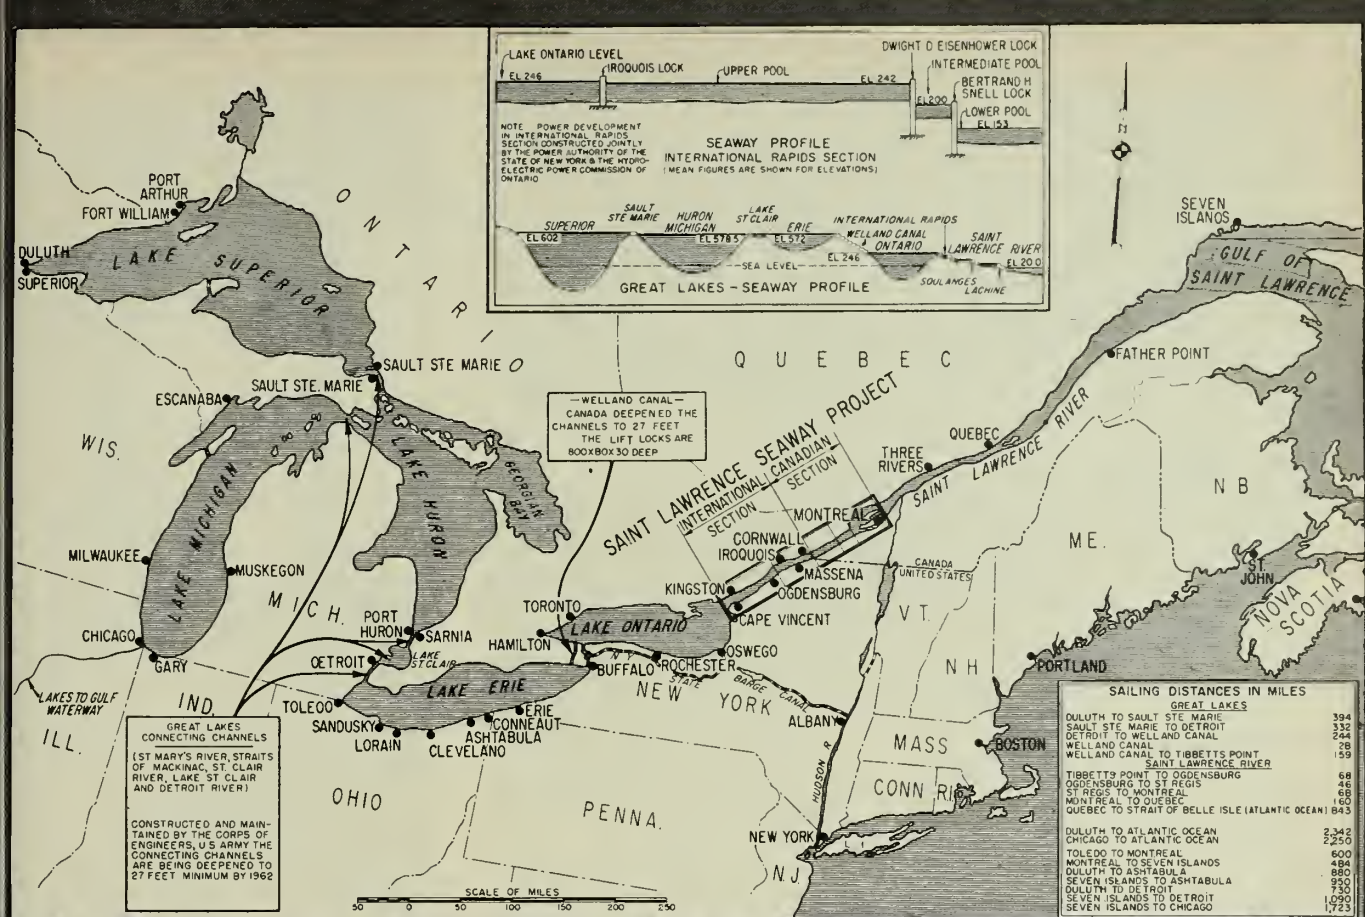 LAKE ONTARIO LEVEL
EL 246
IROQUOIS LOCK
UPPER POOL
EL 242
DWIGHT D EISENHOWER LOCK
INTERMEDIATE POOL
EL 200
BERTRAND H
SNELL LOCK
LOWER POOL
EL 153
NOTE POWER DEVELOPMENT
IN INTERNATIONAL RAPIDS
SECTION CONSTRUCTED JOINTLY
BY THE POWER AUTHORITY OF THE
STATE OF NEW YORK & THE HYDRO-
ELECTRIC POWER COMMISSION OF
ONTARIO
SEAWAY PROFILE
INTERNATIONAL RAPIDS SECTION
(MEAN FIGURES ARE SHOWN FOR ELEVATIONS)
SUPERIOR
EL 602
SAULT
STE MARIE
HURON
MICHIGAN
EL 578.5
LAKE
ST CLAIR
ERIE
EL 572
INTERNATIONAL RAPIDS
WELLAND CANAL
ONTARIO
EL 246
SAINT
LAWRENCE RIVER
EL 20.0
SEA LEVEL
SOULANGES
LACHINE
GREAT LAKES - SEAWAY PROFILE
PORT
ARTHUR
FORT WILLIAM
DULUTH
SUPERIOR
LAKE SUPERIOR
ONTARIO
SAULT STE MARIE
SAULT STE. MARIE
ESCANABA
WIS.
LAKE MICHIGAN
LAKE HURON
GEORGIAN
BAY
—WELLAND CANAL—
CANADA DEEPENED THE
CHANNELS TO 27 FEET
THE LIFT LOCKS ARE
800X80X30 DEEP
QUEBEC
SEVEN
ISLANDS
GULF OF
SAINT LAWRENCE
FATHER POINT
QUEBEC
THREE
RIVERS
SAINT LAWRENCE RIVER
SAINT LAWRENCE SEAWAY PROJECT
INTERNATIONAL
SECTION
CANADIAN
SECTION
MONTREAL
CORNWALL
IROQUOIS
MASSENA
OGDENSBURG
KINGSTON
CAPE VINCENT
CANADA
UNITED STATES
N B
ME.
ST.
JOHN
NOVA
SCOTIA
VT.
N H
PORTLAND
MILWAUKEE
MUSKEGON
MICH.
CHICAGO
GARY
PORT
HURON
SARNIA
DETROIT
LAKE
ST CLAIR
TORONTO
HAMILTON
LAKE ONTARIO
OSWEGO
ROCHESTER
BUFFALO
N Y
STATE
BARGE CANAL
NEW YORK
ALBANY
LAKES TO GULF
WATERWAY
ILL.
IND.
TOLEDO
SANDUSKY
LORAIN
CLEVELAND
ASHTABULA
CONNEAUT
ERIE
LAKE ERIE
OHIO
PENNA.
HUDSON R
MASS
BOSTON
CONN
RI
NEW YORK
N.J.
GREAT LAKES
CONNECTING CHANNELS
(ST MARY'S RIVER, STRAITS
OF MACKINAC, ST. CLAIR
RIVER, LAKE ST CLAIR
AND DETROIT RIVER)
CONSTRUCTED AND MAIN-
TAINED BY THE CORPS OF
ENGINEERS, U S ARMY THE
CONNECTING CHANNELS
ARE BEING DEEPENED TO
27 FEET MINIMUM BY 1962
SCALE OF MILES
50 0 50 100 150 200 250
SAILING DISTANCES IN MILES
GREAT LAKES
DULUTH TO SAULT STE MARIE 394
SAULT STE MARIE TO DETROIT 332
DETROIT TO WELLAND CANAL 244
WELLAND CANAL 28
WELLAND CANAL TO TIBBETTS POINT 159
SAINT LAWRENCE RIVER
TIBBETTS POINT TO OGDENSBURG 68
OGDENSBURG TO ST REGIS 46
ST REGIS TO MONTREAL 68
MONTREAL TO QUEBEC 160
QUEBEC TO STRAIT OF BELLE ISLE (ATLANTIC OCEAN) 843
DULUTH TO ATLANTIC OCEAN 2,342
CHICAGO TO ATLANTIC OCEAN 2,250
TOLEDO TO MONTREAL 600
MONTREAL TO SEVEN ISLANDS 484
DULUTH TO ASHTABULA 880
SEVEN ISLANDS TO ASHTABULA 950
DULUTH TO DETROIT 730
SEVEN ISLANDS TO DETROIT 1,090
SEVEN ISLANDS TO CHICAGO 1,723